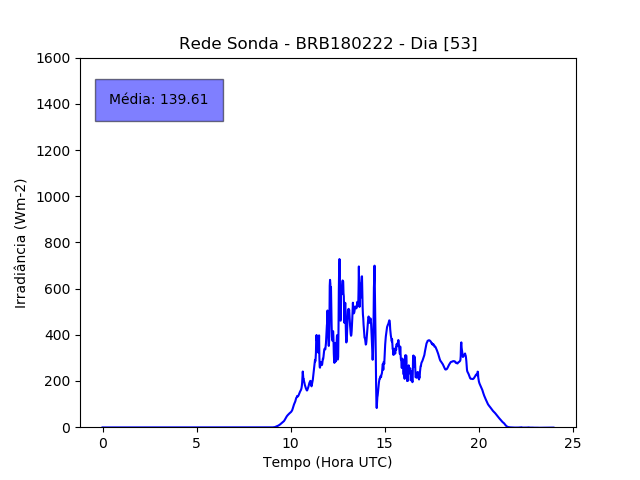 Rede Sonda - BRB180222 - Dia [53]
1600
1400
1200
1000
800
600
400
200
0
Irradiância (Wm-2)
Média: 139.61
0 5 10 15 20 25
Tempo (Hora UTC)